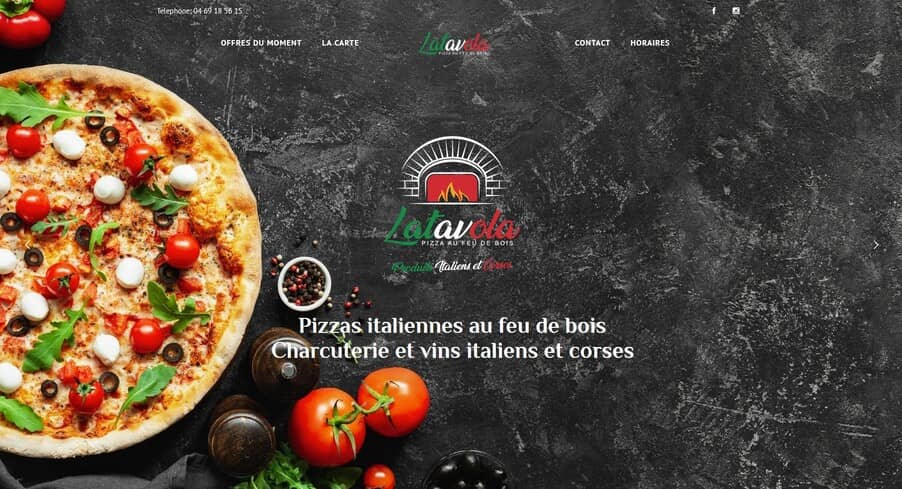 Telephone: 04 69 18 56 15
OFFRES DU MOMENT
LA CARTE
Latavola
PIZZA AU FEU DE BOIS
CONTACT
HORAIRES
Latavola
PIZZA AU FEU DE BOIS
Produits Italiens et Corses
Pizzas italiennes au feu de bois
Charcuterie et vins italiens et corses